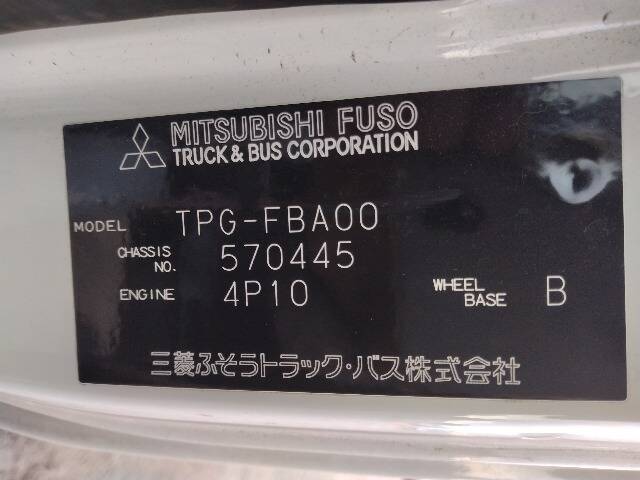 MITSUBISHI FUSO
TRUCK & BUS CORPORATION
MODEL TPG-FBA00
CHASSIS NO. 570445
ENGINE 4P10 WHEEL BASE B
三菱ふそうトラック・バス株式会社